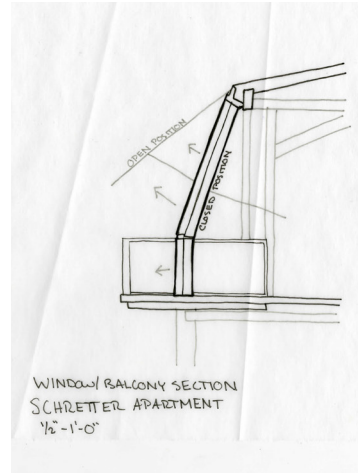 OPEN POSITION
CLOSED POSITION
WINDOW/BALCONY SECTION
SCHRETTER APARTMENT
1/2"-1'-0"